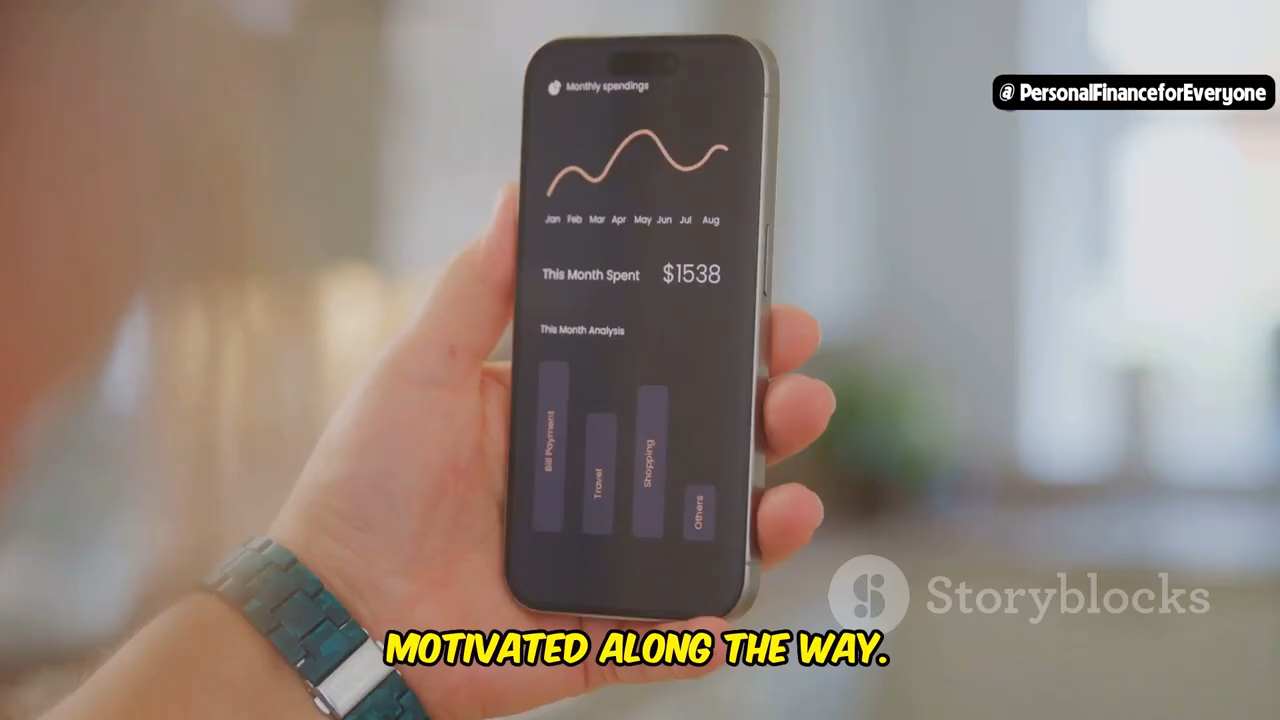 @ PersonalFinanceforEveryone
Monthly spendings
Jan Feb Mar Apr May Jun Jul Aug
This Month Spent $1538
This Month Analysis
Bill Payment
Travel
Shopping
Others
Storyblocks
MOTIVATED ALONG THE WAY.